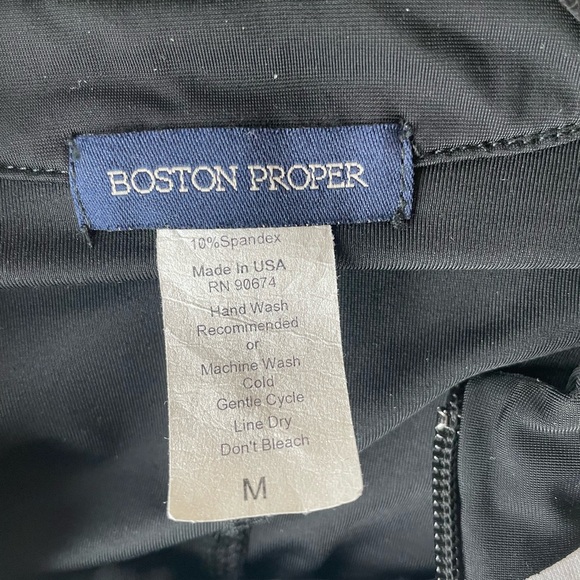 BOSTON PROPER
10%Spandex
Made In USA
RN 90674
Hand Wash
Recommended
or
Machine Wash
Cold
Gentle Cycle
Line Dry
Don't Bleach
M